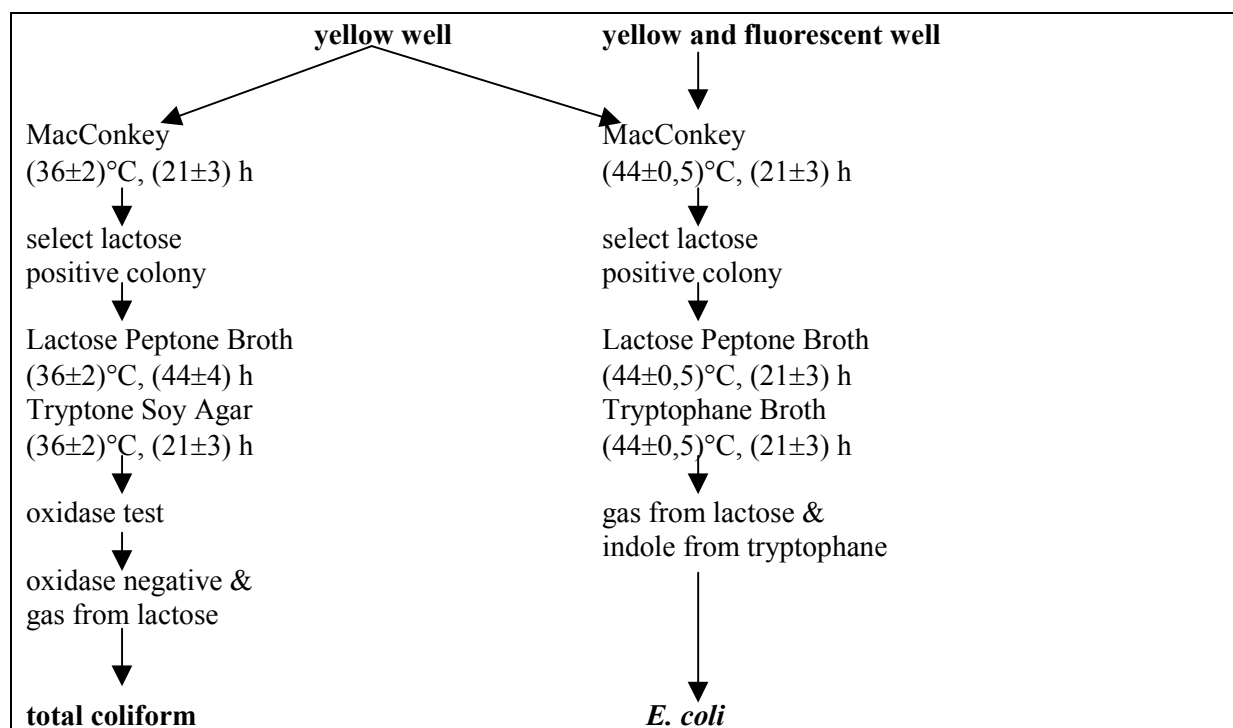 yellow well
yellow and fluorescent well
MacConkey
(36±2)°C, (21±3) h
select lactose
positive colony
Lactose Peptone Broth
(36±2)°C, (44±4) h
Tryptone Soy Agar
(36±2)°C, (21±3) h
oxidase test
oxidase negative &
gas from lactose
total coliform
MacConkey
(44±0,5)°C, (21±3) h
select lactose
positive colony
Lactose Peptone Broth
(44±0,5)°C, (21±3) h
Tryptophane Broth
(44±0,5)°C, (21±3) h
gas from lactose &
indole from tryptophane
E. coli